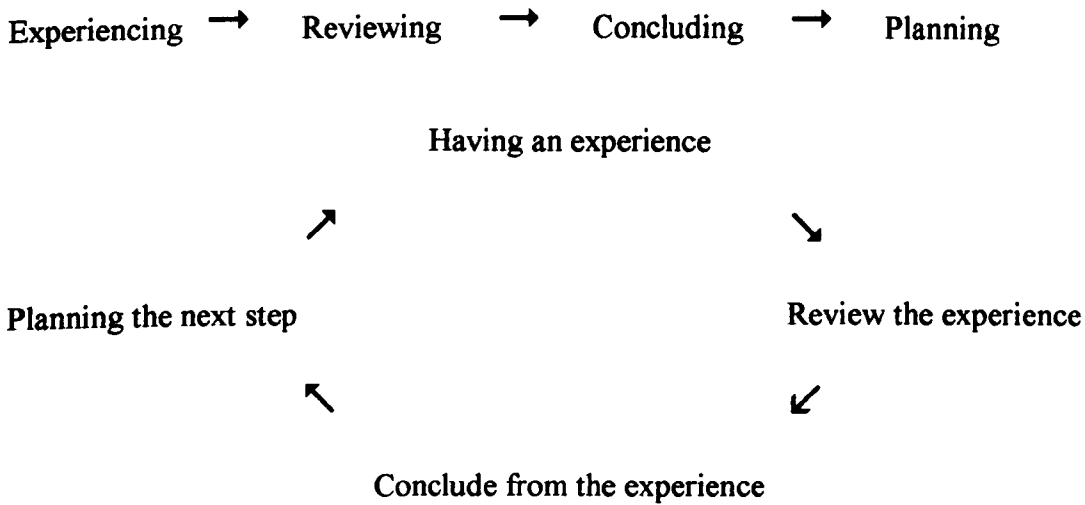 Experiencing → Reviewing → Concluding → Planning
Having an experience
Planning the next step
Review the experience
Conclude from the experience